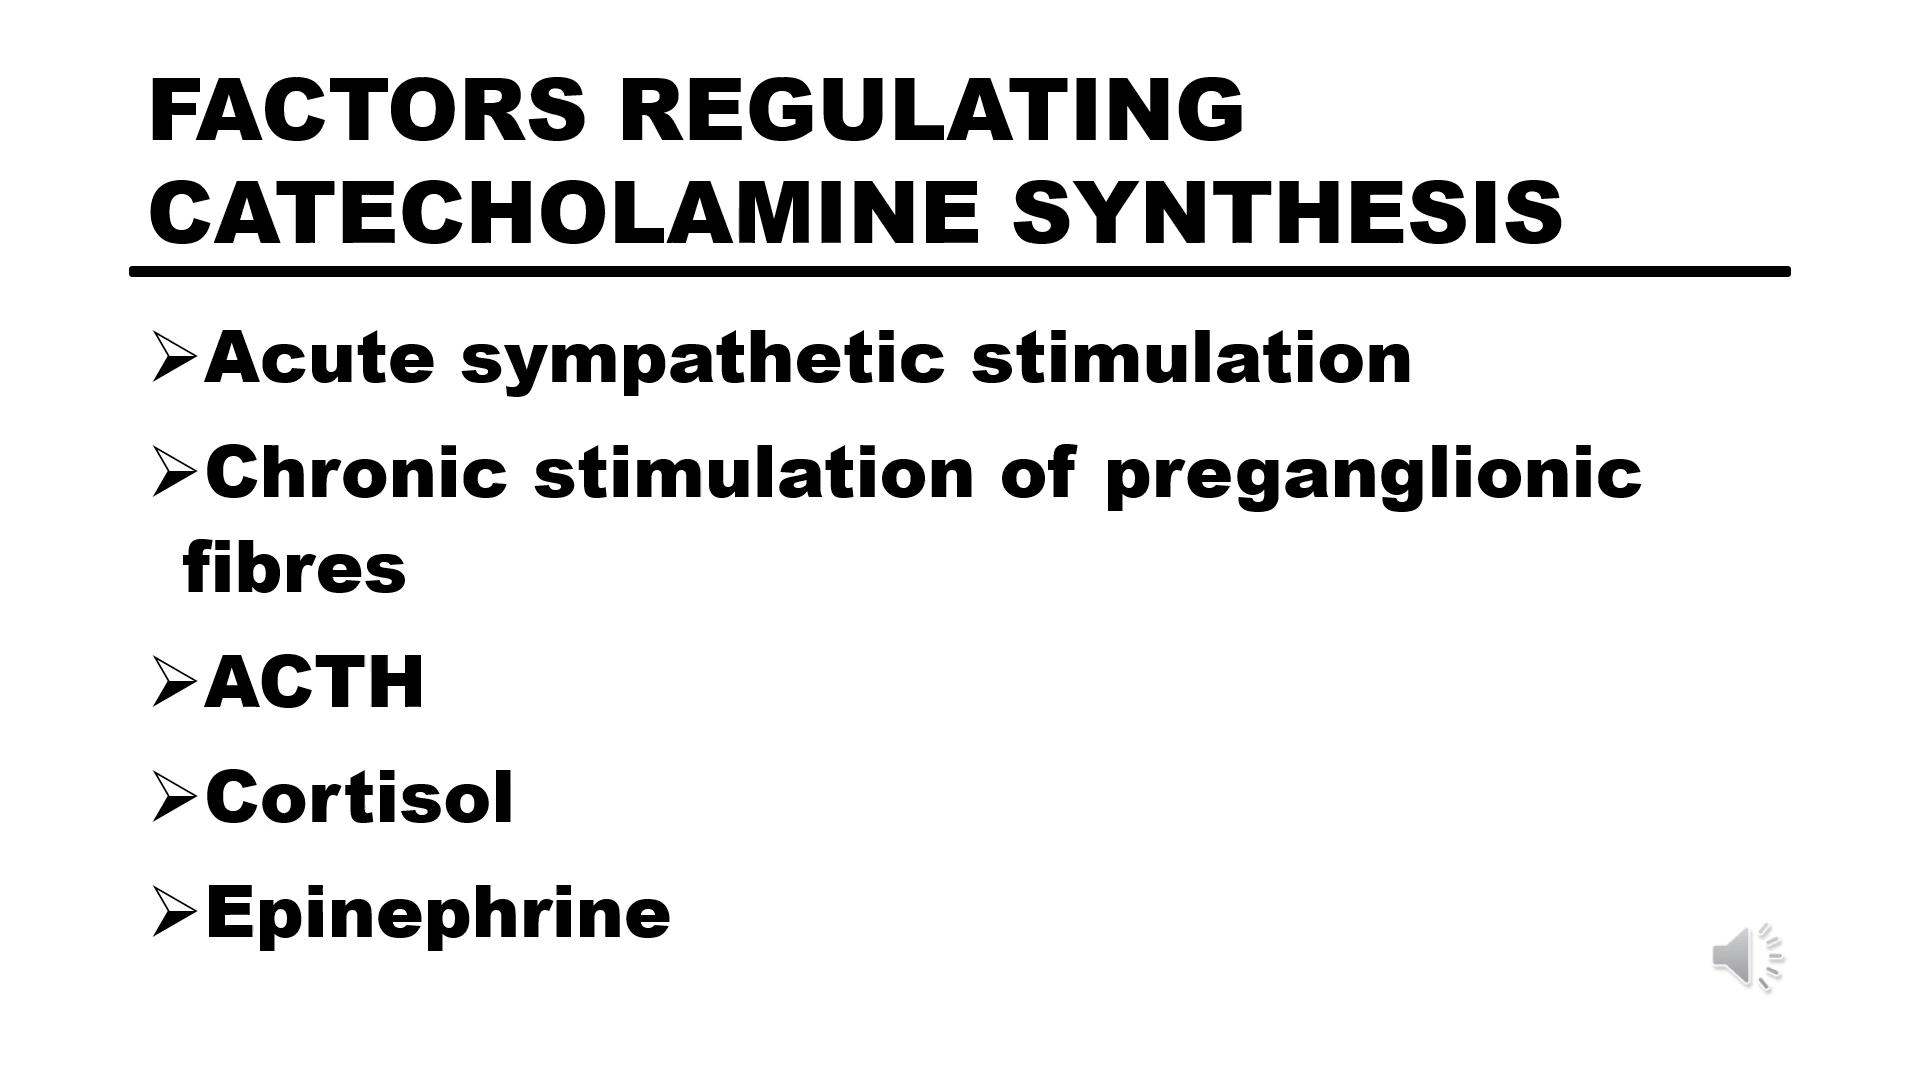 FACTORS REGULATING
CATECHOLAMINE SYNTHESIS
➢Acute sympathetic stimulation
➢Chronic stimulation of preganglionic
fibres
➢ACTH
➢Cortisol
➢Epinephrine